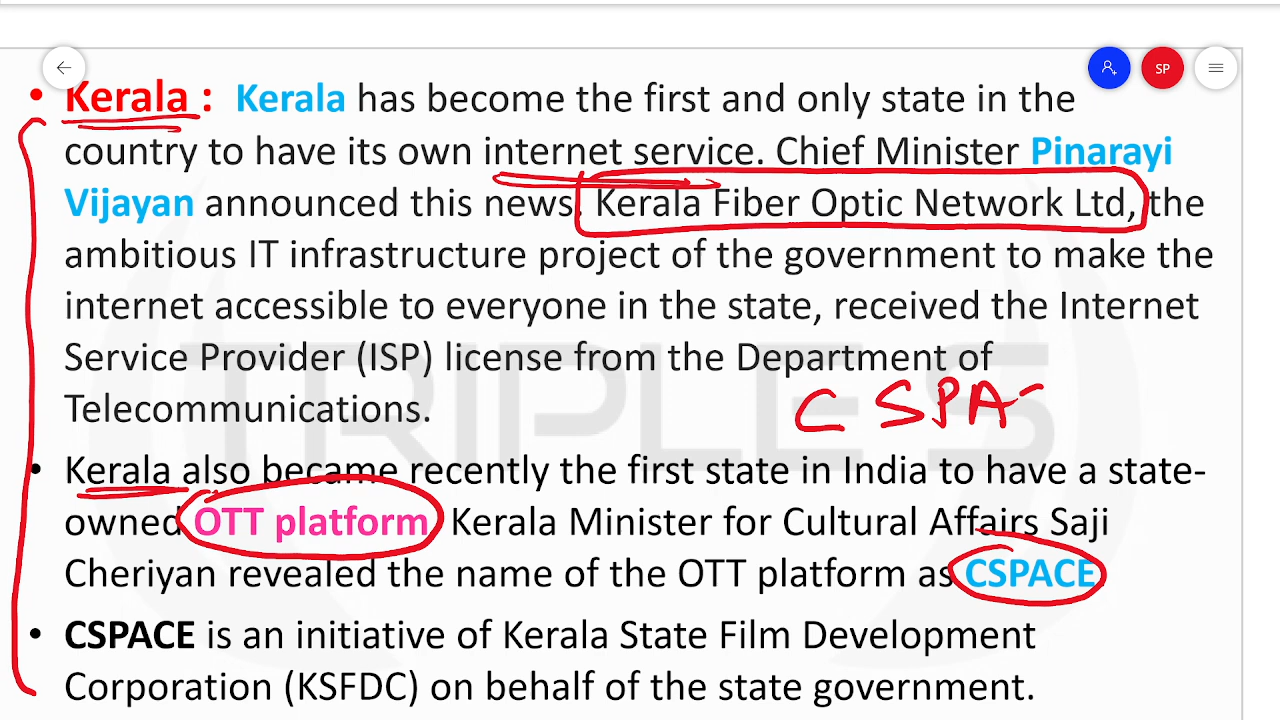 SP
• Kerala : Kerala has become the first and only state in the
country to have its own internet service. Chief Minister Pinarayi
Vijayan announced this news. Kerala Fiber Optic Network Ltd, the
ambitious IT infrastructure project of the government to make the
internet accessible to everyone in the state, received the Internet
Service Provider (ISP) license from the Department of
Telecommunications.
C SPA
TRIPLE S
• Kerala also became recently the first state in India to have a state-
owned OTT platform Kerala Minister for Cultural Affairs Saji
Cheriyan revealed the name of the OTT platform as CSPACE
• CSPACE is an initiative of Kerala State Film Development
Corporation (KSFDC) on behalf of the state government.